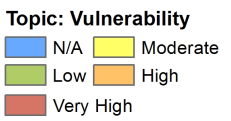 Topic: Vulnerability
N/A Moderate
Low High
Very High